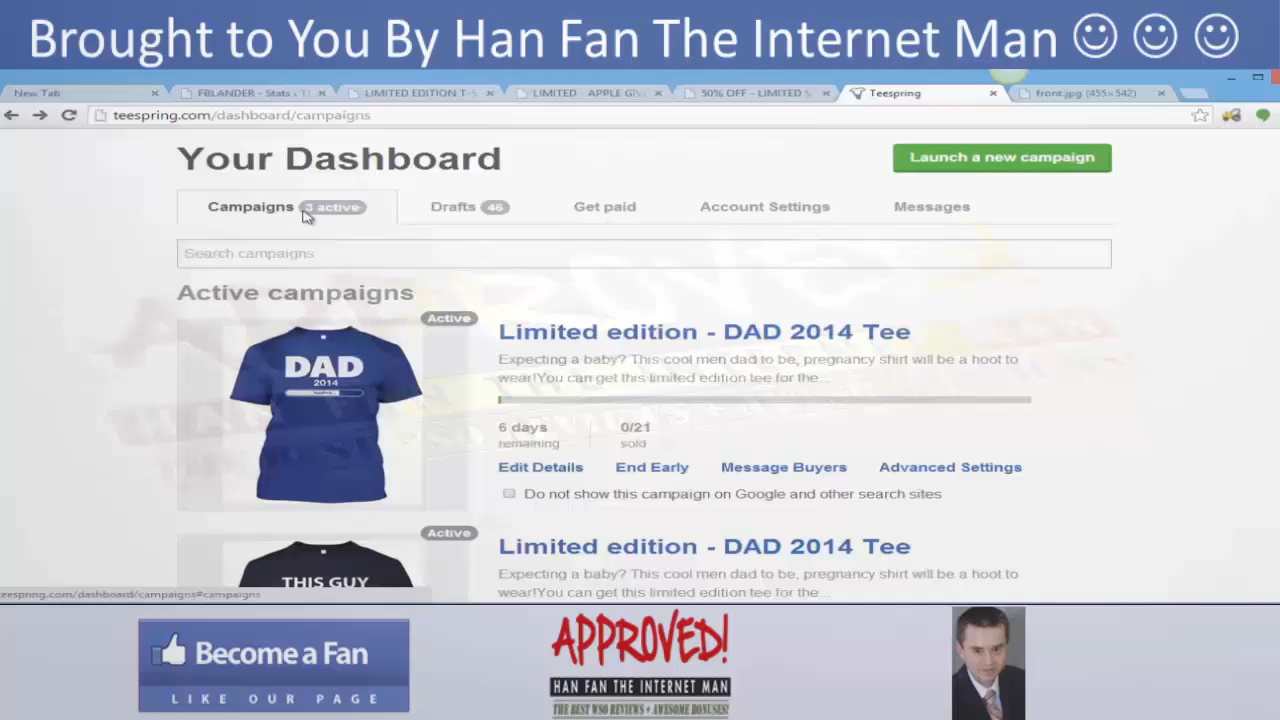 Brought to You By Han Fan The Internet Man
New Tab
FBLANDER - Stats
LIMITED EDITION T-S
LIMITED - APPLE GIV
50% OFF - LIMITED S
Teespring
front.jpg (455×542)
teespring.com/dashboard/campaigns
Your Dashboard
Launch a new campaign
Campaigns 3 active
Drafts 46
Get paid
Account Settings
Messages
Search campaigns
Active campaigns
Active
DAD
2014
Limited edition - DAD 2014 Tee
Expecting a baby? This cool men dad to be, pregnancy shirt will be a hoot to
wear!You can get this limited edition tee for the...
6 days
remaining
0/21
sold
Edit Details
End Early
Message Buyers
Advanced Settings
Do not show this campaign on Google and other search sites
Active
THIS GUY
Limited edition - DAD 2014 Tee
Expecting a baby? This cool men dad to be, pregnancy shirt will be a hoot to
wear!You can get this limited edition tee for the...
teespring.com/dashboard/campaigns#campaigns
Become a Fan
LIKE OUR PAGE
APPROVED!
HAN FAN THE INTERNET MAN
THE BEST WSO REVIEWS + AWESOME BONUSES!